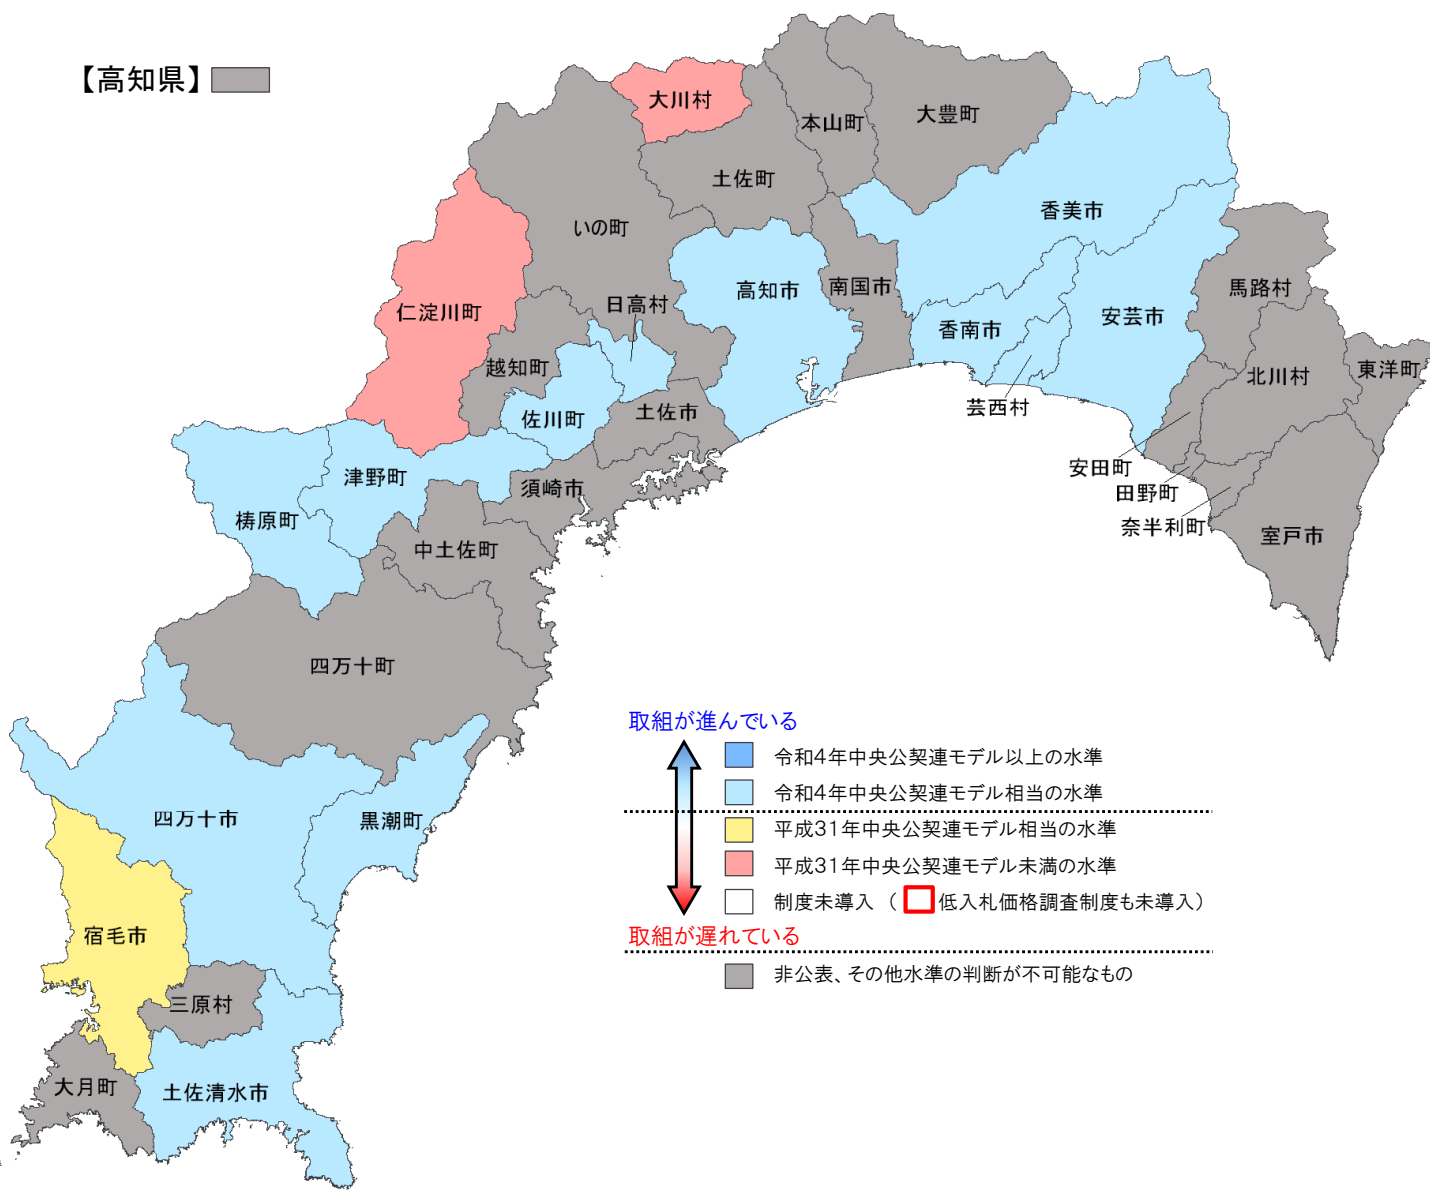 【高知県】
大川村
本山町
大豊町
土佐町
香美市
いの町
高知市
南国市
馬路村
日高村
仁淀川町
香南市
安芸市
越知町
北川村
東洋町
芸西村
佐川町
土佐市
安田町
津野町
須崎市
田野町
梼原町
奈半利町
室戸市
中土佐町
四万十町
取組が進んでいる
令和4年中央公契連モデル以上の水準
令和4年中央公契連モデル相当の水準
四万十市
黒潮町
平成31年中央公契連モデル相当の水準
平成31年中央公契連モデル未満の水準
制度未導入 ( 低入札価格調査制度も未導入)
宿毛市
取組が遅れている
非公表、その他水準の判断が不可能なもの
三原村
大月町
土佐清水市